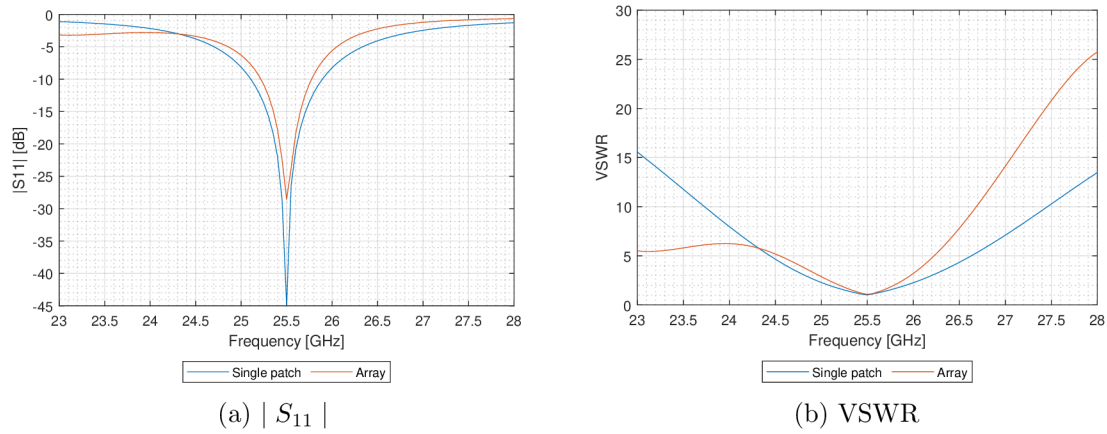 0
-5
-10
-15
-20
-25
-30
-35
-40
-45
|S11| [dB]
23 23.5 24 24.5 25 25.5 26 26.5 27 27.5 28
Frequency [GHz]
Single patch Array
(a) | S11 |
30
25
20
15
10
5
0
VSWR
23 23.5 24 24.5 25 25.5 26 26.5 27 27.5 28
Frequency [GHz]
Single patch Array
(b) VSWR